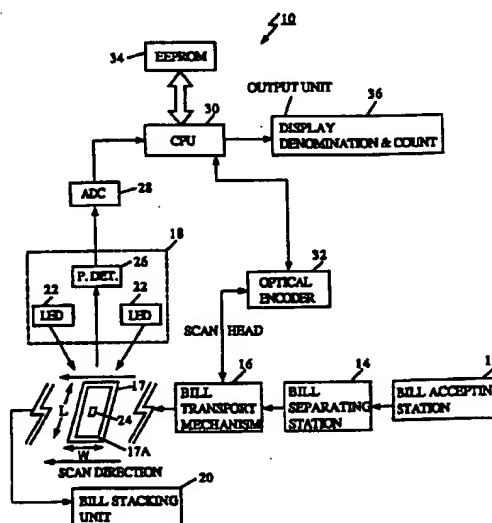 10
34
EEPROM
30
OUTPUT UNIT
36
CPU
DISPLAY
DENOMINATION & COUNT
ADC
28
18
26
P. DET.
22
22
LED
LED
32
OPTICAL
ENCODER
SCAN HEAD
17
16
14
1
L
24
BILL
TRANSPORT
MECHANISM
BILL
SEPARATING
STATION
BILL ACCEPTING
STATION
17A
W
SCAN DIRECTION
20
BILL STACKING
UNIT